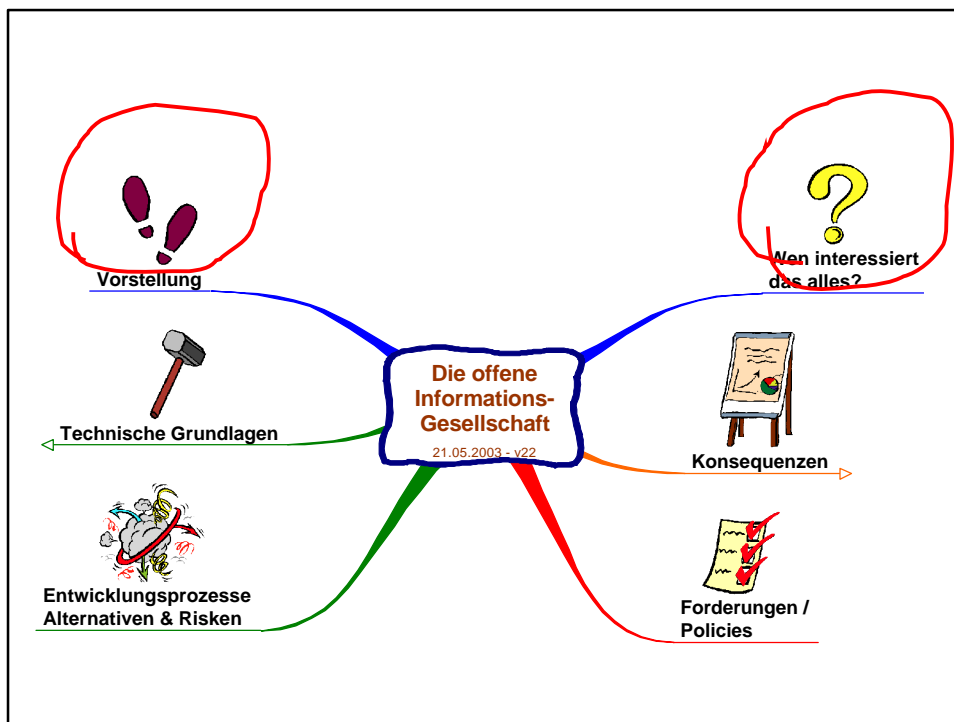 Vorstellung
Wen interessiert
das alles?
Die offene
Informations-
Gesellschaft
21.05.2003 - v22
Technische Grundlagen
Konsequenzen
Entwicklungsprozesse
Alternativen & Risken
Forderungen /
Policies